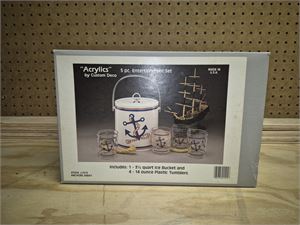 "Acrylics"
by Custom Deco
5 pc. Entertainment Set
MADE IN
U.S.A.
Includes: 1 - 3½ quart Ice Bucket and
4 - 14 ounce Plastic Tumblers